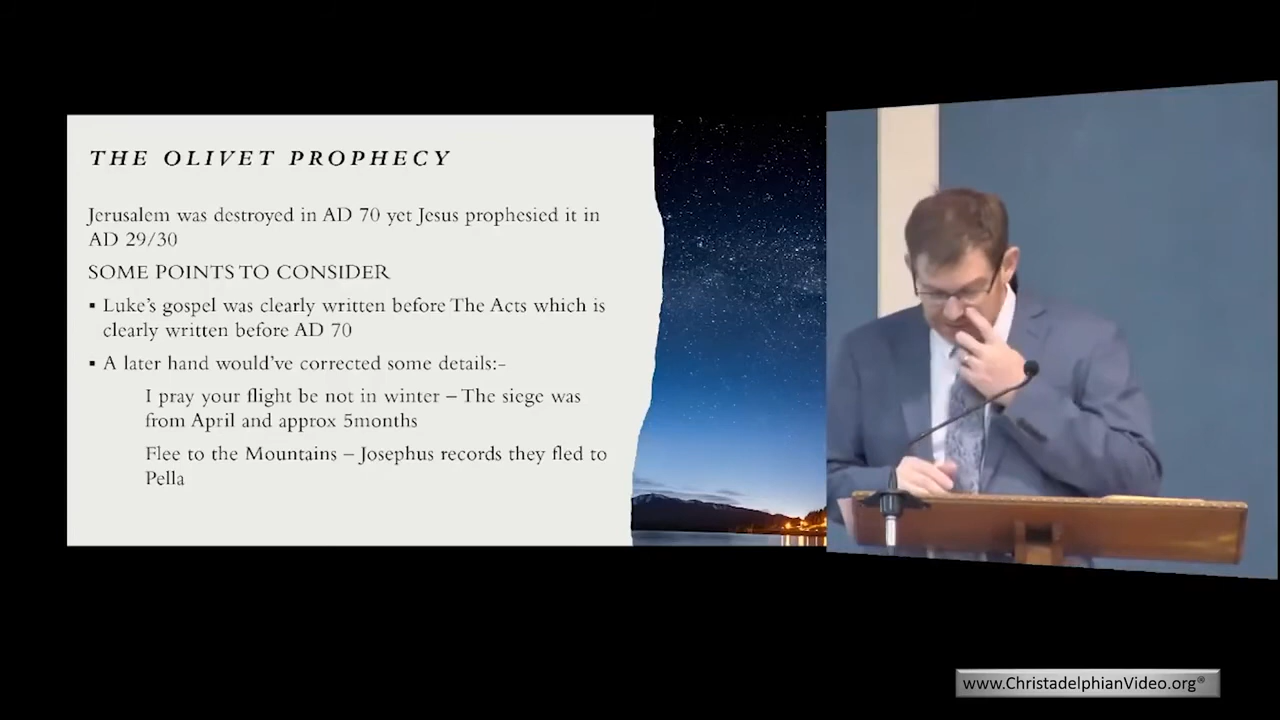 THE OLIVET PROPHECY
Jerusalem was destroyed in AD 70 yet Jesus prophesied it in
AD 29/30
SOME POINTS TO CONSIDER
▪ Luke's gospel was clearly written before The Acts which is
clearly written before AD 70
▪ A later hand would've corrected some details:-
I pray your flight be not in winter – The siege was
from April and approx 5months
Flee to the Mountains – Josephus records they fled to
Pella
www.ChristadelphianVideo.org®